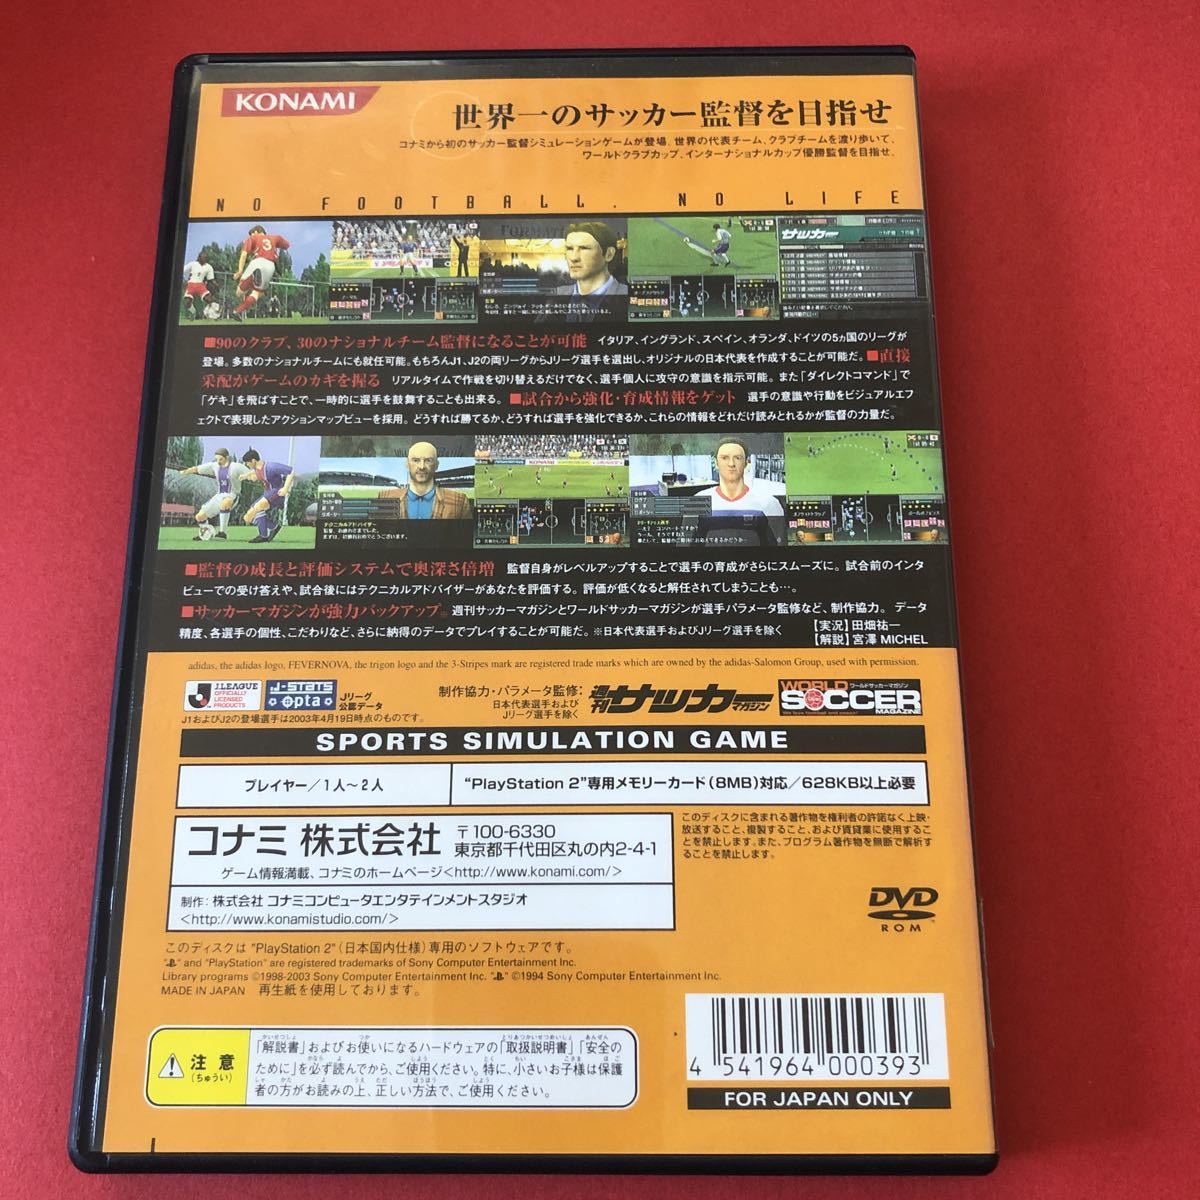 KONAMI
世界一のサッカー監督を目指せ
コナミから初のサッカー監督シミュレーションゲームが登場。世界の代表チーム、クラブチームを渡り歩いて、
ワールドクラブカップ、インターナショナルカップ優勝監督を目指せ。
NO FOOTBALL. NO LIFE
■90のクラブ、30のナショナルチーム監督になることが可能 イタリア、イングランド、スペイン、オランダ、ドイツの5ヵ国のリーグが
登場。多数のナショナルチームにも就任可能。もちろんJ1、J2の両リーグからJリーグ選手を選出し、オリジナルの日本代表を作成することが可能だ。■直接
采配がゲームのカギを握る リアルタイムで作戦を切り替えるだけでなく、選手個人に攻守の意識を指示可能。また「ダイレクトコマンド」で
「ゲキ」を飛ばすことで、一時的に選手を鼓舞することも出来る。■試合から強化・育成情報をゲット 選手の意識や行動をビジュアルエフ
ェクトで表現したアクションマップビューを採用。どうすれば勝てるか、どうすれば選手を強化できるか、これらの情報をどれだけ読みとれるかが監督の力量だ。
KONAMI
テクニカルアドバイザー
■監督の成長と評価システムで奥深さ倍増 監督自身がレベルアップすることで選手の育成がさらにスムーズに。試合前のインタ
ビューでの受け答えや、試合後にはテクニカルアドバイザーがあなたを評価する。評価が低くなると解任されてしまうことも…。
■サッカーマガジンが強力バックアップ。週刊サッカーマガジンとワールドサッカーマガジンが選手パラメータ監修など、制作協力。データ
精度、各選手の個性、こだわりなど、さらに納得のデータでプレイすることが可能だ。※日本代表選手およびJリーグ選手を除く
【実況】田畑祐一
【解説】宮澤 MICHEL
adidas, the adidas logo, FEVERNOVA, the trigon logo and the 3-Stripes mark are registered trade marks which are owned by the adidas-Salomon Group, used with permission.
J.LEAGUE
OFFICIALLY
LICENSED
PRODUCTS
J-STATS
opta
Jリーグ
公認データ
J1およびJ2の登場選手は2003年4月19日時点のものです。
制作協力・パラメータ監修:
日本代表選手および
Jリーグ選手を除く
週刊サッカーマガジン
WORLD
ワールドサッカーマガジン
SOCCER
MAGAZINE
SPORTS SIMULATION GAME
プレイヤー/1人〜2人
“PlayStation 2”専用メモリーカード(8MB)対応/628KB以上必要
コナミ 株式会社
〒100-6330
東京都千代田区丸の内2-4-1
ゲーム情報満載、コナミのホームページ<http://www.konami.com/>
制作：株式会社 コナミコンピュータエンタテインメントスタジオ
<http://www.konamistudio.com/>
このディスクに含まれる著作物を権利者の許諾なく上映・
放送すること、複製すること、および賃貸業に使用するこ
とを禁止します。また、プログラム著作物を無断で解析す
ることを禁止します。
DVD
ROM
このディスクは “PlayStation 2”(日本国内仕様)専用のソフトウェアです。
" " and "PlayStation" are registered trademarks of Sony Computer Entertainment Inc.
Library programs ©1998-2003 Sony Computer Entertainment Inc. " " ©1994 Sony Computer Entertainment Inc.
MADE IN JAPAN 再生紙を使用しております。
注意
(ちゅうい)
「解説書」およびお使いになるハードウェアの「取扱説明書」「安全の
ために」を必ず読んでから、ご使用ください。特に、小さいお子様は保護
者の方がお読みの上、正しい方法で、ご使用ください。
4 541964 000393
FOR JAPAN ONLY